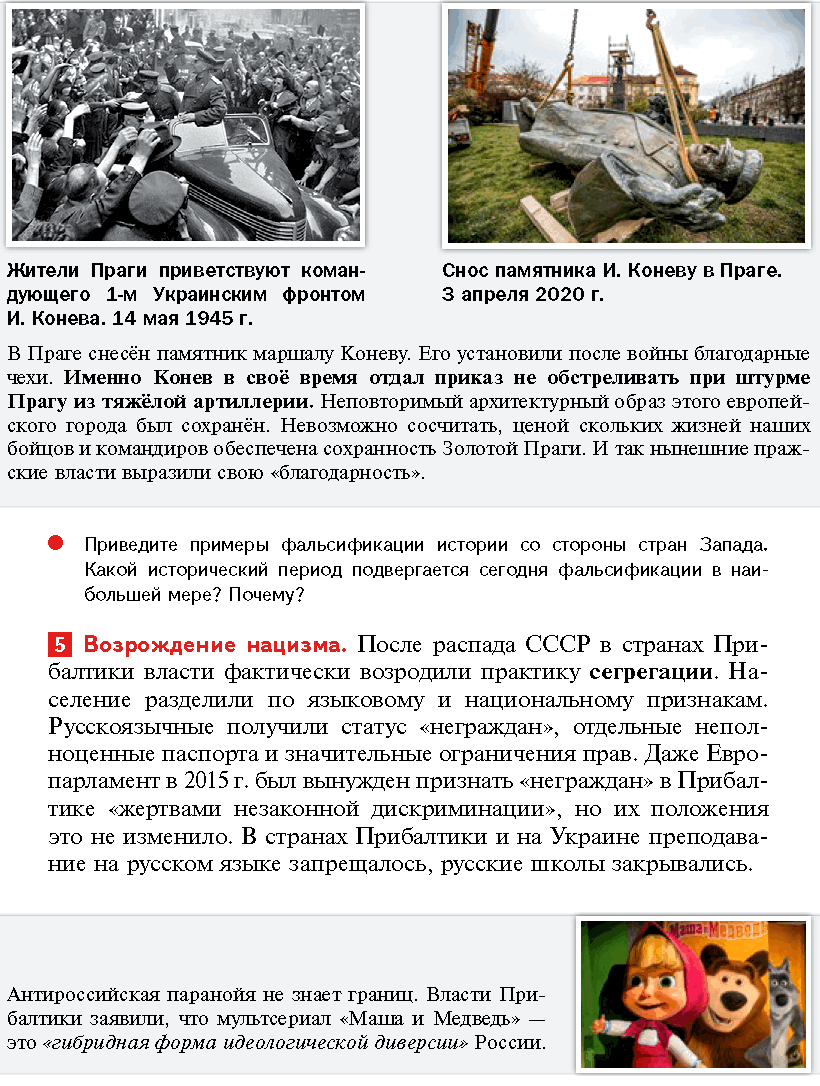 Жители Праги приветствуют коман-
дующего 1-м Украинским фронтом
И. Конева. 14 мая 1945 г.
Снос памятника И. Коневу в Праге.
3 апреля 2020 г.
В Праге снесён памятник маршалу Коневу. Его установили после войны благодарные
чехи. Именно Конев в своё время отдал приказ не обстреливать при штурме
Прагу из тяжёлой артиллерии. Неповторимый архитектурный образ этого европей-
ского города был сохранён. Невозможно сосчитать, ценой скольких жизней наших
бойцов и командиров обеспечена сохранность Золотой Праги. И так нынешние праж-
ские власти выразили свою «благодарность».
Приведите примеры фальсификации истории со стороны стран Запада.
Какой исторический период подвергается сегодня фальсификации в наи-
большей мере? Почему?
5 Возрождение нацизма. После распада СССР в странах При-
балтики власти фактически возродили практику сегрегации. На-
селение разделили по языковому и национальному признакам.
Русскоязычные получили статус «неграждан», отдельные непол-
ноценные паспорта и значительные ограничения прав. Даже Евро-
парламент в 2015 г. был вынужден признать «неграждан» в Прибал-
тике «жертвами незаконной дискриминации», но их положения
это не изменило. В странах Прибалтики и на Украине преподава-
ние на русском языке запрещалось, русские школы закрывались.
Маша и Медведь
Антироссийская паранойя не знает границ. Власти При-
балтики заявили, что мультсериал «Маша и Медведь» —
это «гибридная форма идеологической диверсии» России.